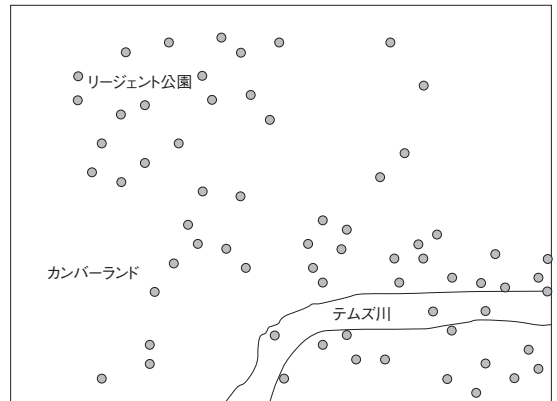 リージェント公園
カンバーランド
テムズ川